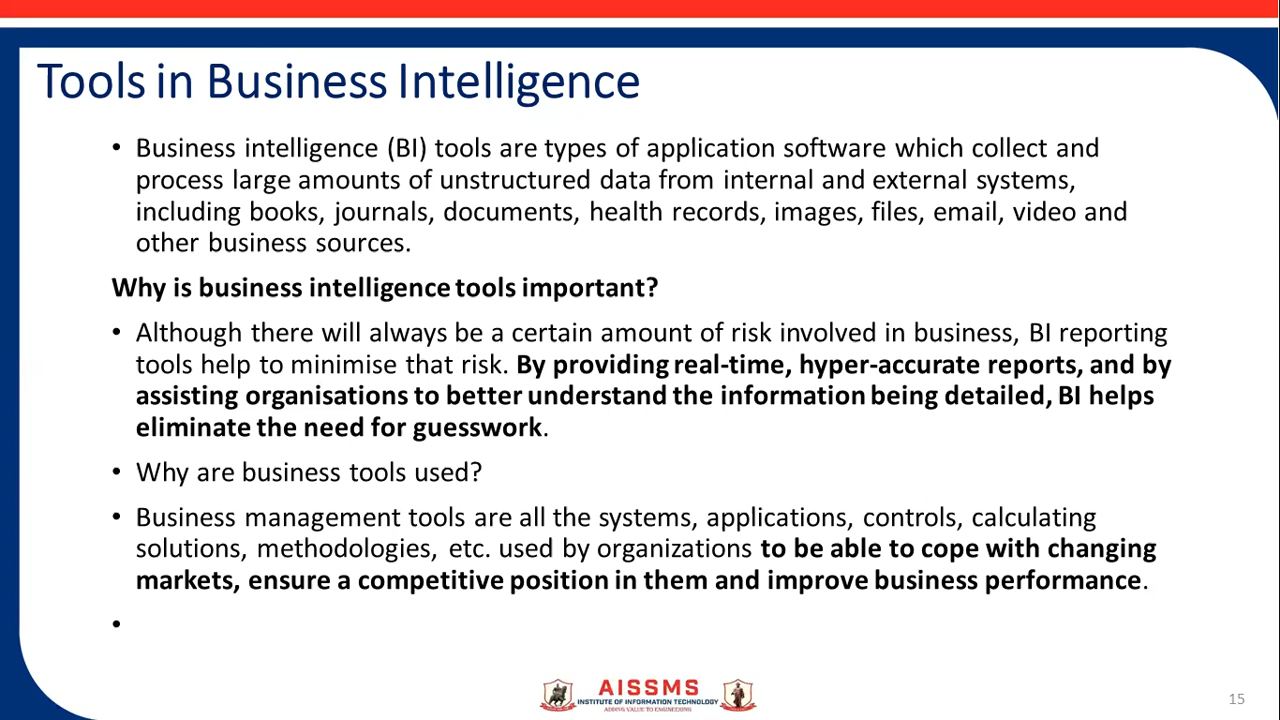 Tools in Business Intelligence
• Business intelligence (BI) tools are types of application software which collect and
process large amounts of unstructured data from internal and external systems,
including books, journals, documents, health records, images, files, email, video and
other business sources.
Why is business intelligence tools important?
• Although there will always be a certain amount of risk involved in business, BI reporting
tools help to minimise that risk. By providing real-time, hyper-accurate reports, and by
assisting organisations to better understand the information being detailed, BI helps
eliminate the need for guesswork.
• Why are business tools used?
• Business management tools are all the systems, applications, controls, calculating
solutions, methodologies, etc. used by organizations to be able to cope with changing
markets, ensure a competitive position in them and improve business performance.
•
AISSMS
INSTITUTE OF INFORMATION TECHNOLOGY
ADDING VALUE TO ENGINEERING
15